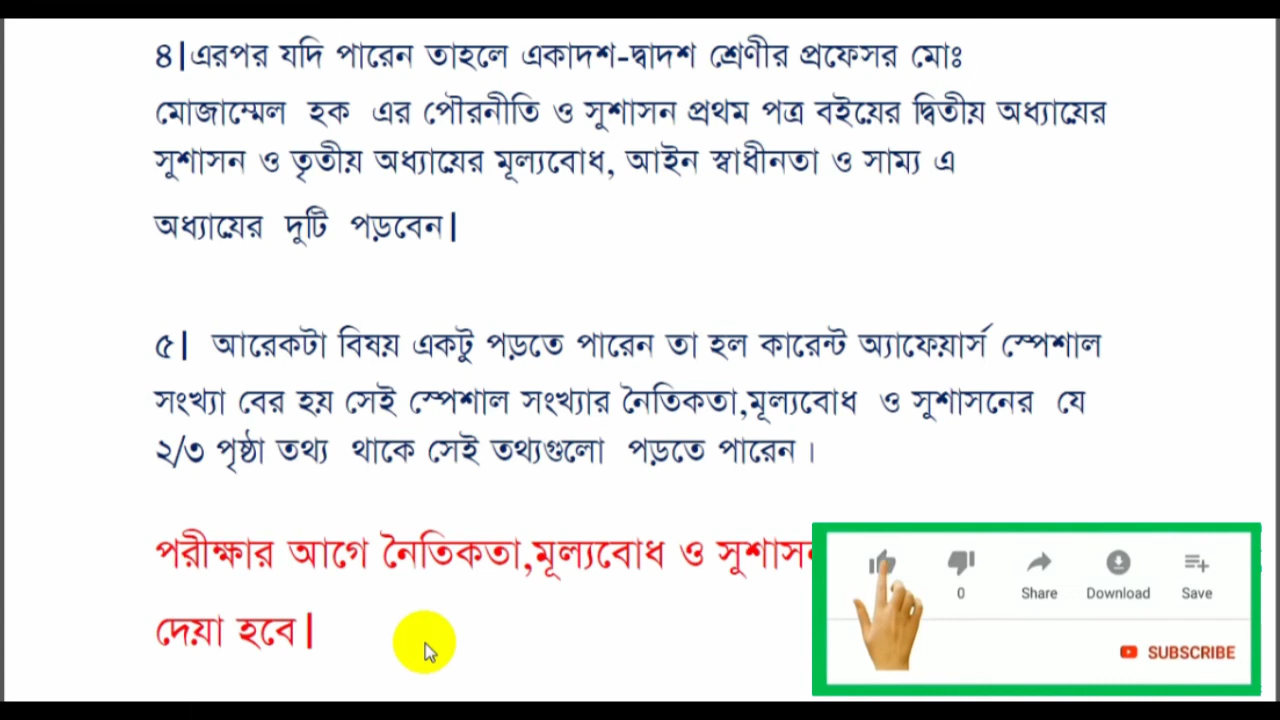 ৪|এরপর যদি পারেন তাহলে একাদশ-দ্বাদশ শ্রেণীর প্রফেসর মোঃ
মোজাম্মেল হক এর পৌরনীতি ও সুশাসন প্রথম পত্র বইয়ের দ্বিতীয় অধ্যায়ের
সুশাসন ও তৃতীয় অধ্যায়ের মূল্যবোধ, আইন স্বাধীনতা ও সাম্য এ
অধ্যায়ের দুটি পড়বেন|
৫| আরেকটা বিষয় একটু পড়তে পারেন তা হল কারেন্ট অ্যাফেয়ার্স স্পেশাল
সংখ্যা বের হয় সেই স্পেশাল সংখ্যার নৈতিকতা,মূল্যবোধ ও সুশাসনের যে
২/৩ পৃষ্ঠা তথ্য থাকে সেই তথ্যগুলো পড়তে পারেন।
পরীক্ষার আগে নৈতিকতা,মূল্যবোধ ও
দেয়া হবে|
0 Share Download Save
SUBSCRIBE